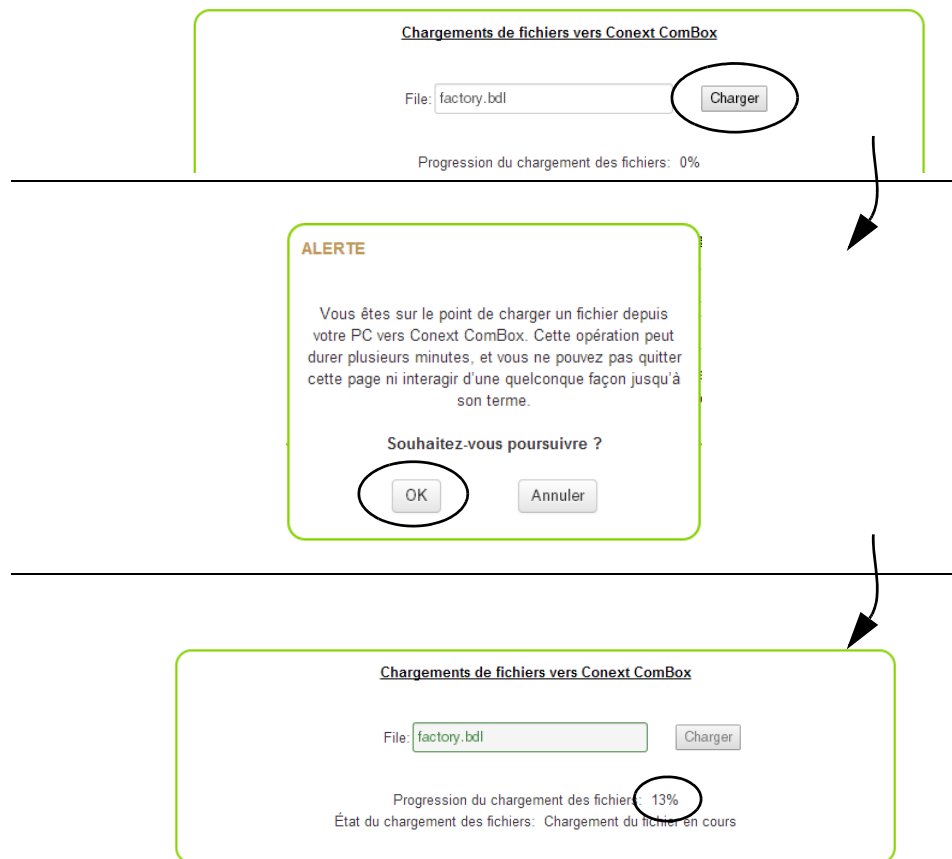 Chargements de fichiers vers Conext ComBox
File: factory.bdl Charger
Progression du chargement des fichiers: 0%
ALERTE
Vous êtes sur le point de charger un fichier depuis
votre PC vers Conext ComBox. Cette opération peut
durer plusieurs minutes, et vous ne pouvez pas quitter
cette page ni interagir d'une quelconque façon jusqu'à
son terme.
Souhaitez-vous poursuivre ?
OK Annuler
Chargements de fichiers vers Conext ComBox
File: factory.bdl Charger
Progression du chargement des fichiers: 13%
État du chargement des fichiers: Chargement du fichier en cours